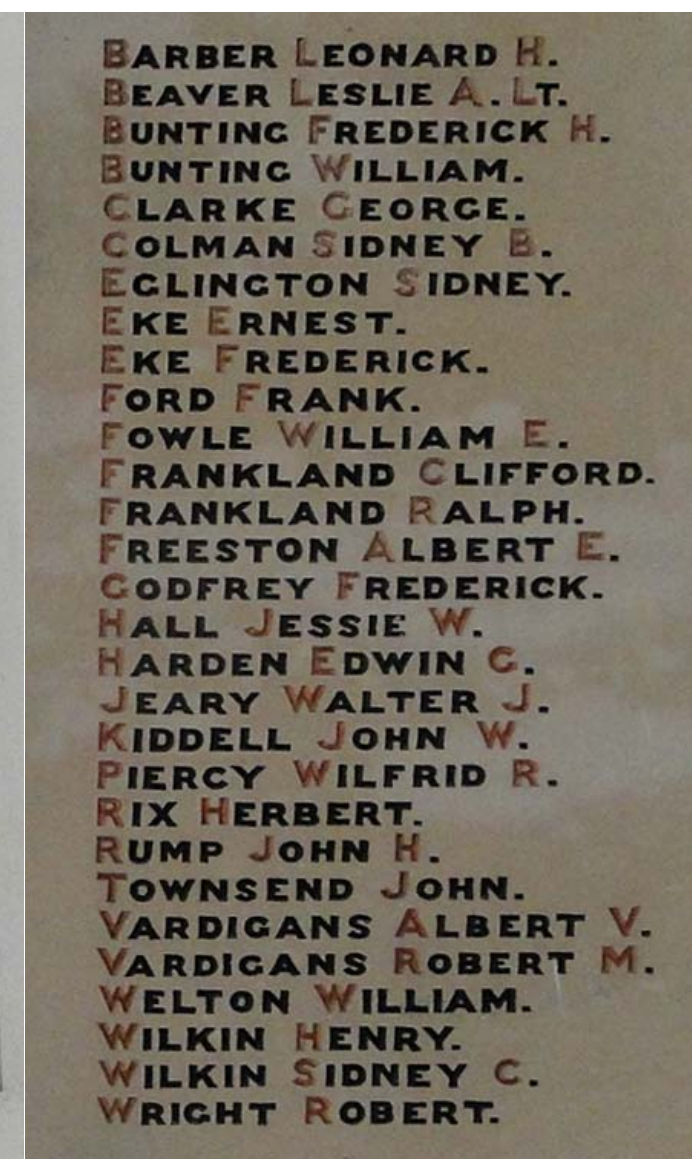 BARBER LEONARD H.
BEAVER LESLIE A. LT.
BUNTING FREDERICK H.
BUNTING WILLIAM.
CLARKE GEORGE.
COLMAN SIDNEY B.
EGLINGTON SIDNEY.
EKE ERNEST.
EKE FREDERICK.
FORD FRANK.
FOWLE WILLIAM E.
FRANKLAND CLIFFORD.
FRANKLAND RALPH.
FREESTON ALBERT E.
GODFREY FREDERICK.
HALL JESSIE W.
HARDEN EDWIN G.
JEARY WALTER J.
KIDDELL JOHN W.
PIERCY WILFRID R.
RIX HERBERT.
RUMP JOHN H.
TOWNSEND JOHN.
VARDIGANS ALBERT V.
VARDIGANS ROBERT M.
WELTON WILLIAM.
WILKIN HENRY.
WILKIN SIDNEY C.
WRIGHT ROBERT.